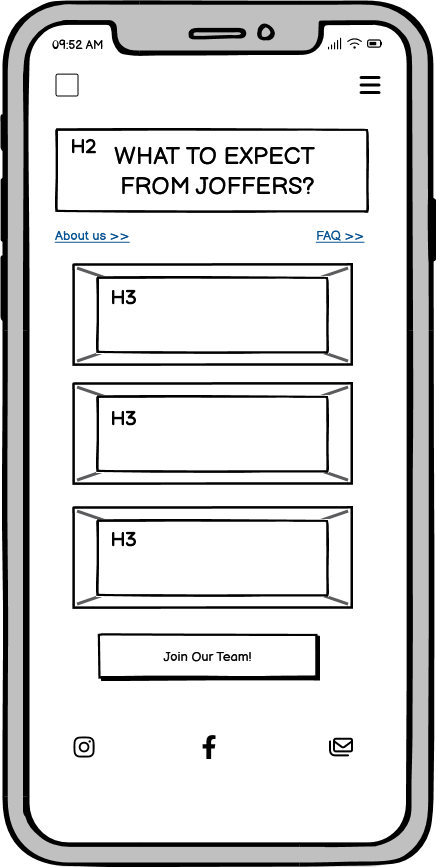 09:52 AM
H2
WHAT TO EXPECT
FROM JOFFERS?
About us >>
FAQ >>
H3
H3
H3
Join Our Team!